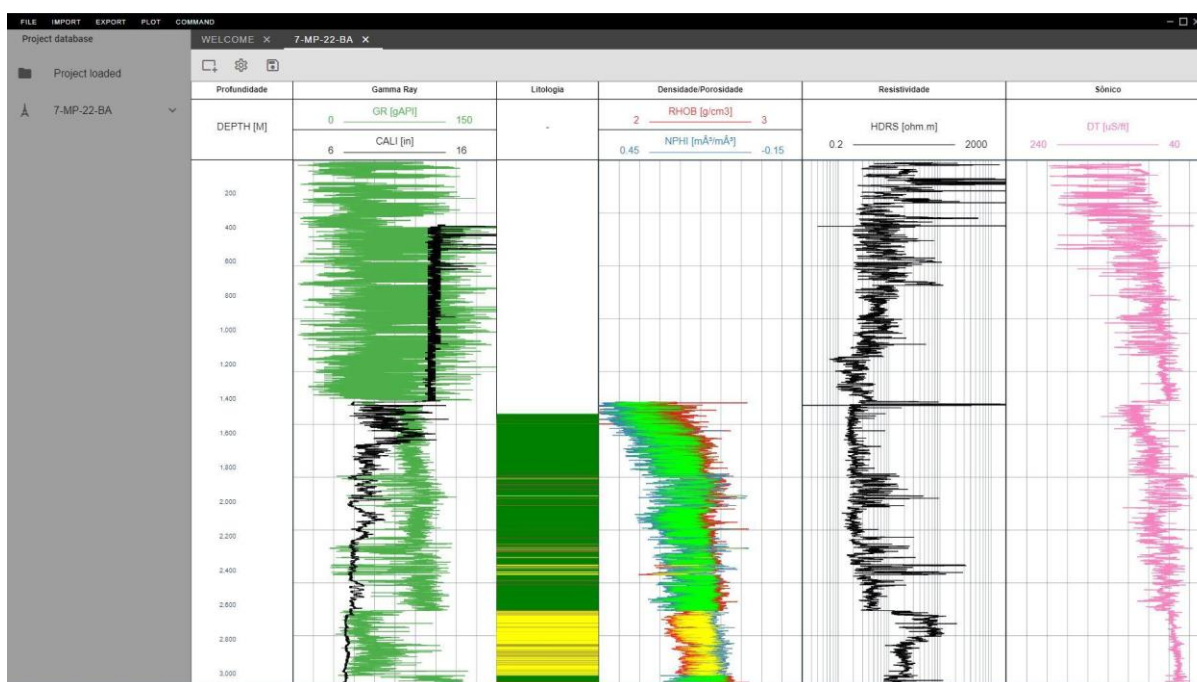 FILE IMPORT EXPORT PLOT COMMAND
Project database
WELCOME × 7-MP-22-BA ×
Project loaded
7-MP-22-BA
Profundidade Gamma Ray Litologia Densidade/Porosidade Resistividade Sônico
DEPTH [M]
0 GR [gAPI] 150
6 CALI [in] 16
-
2 RHOB [g/cm3] 3
0.45 NPHI [mÂ³/mÂ³] -0.15
0.2 HDRS [ohm.m] 2000
240 DT [uS/ft] 40
200
400
600
800
1.000
1.200
1.400
1.600
1.800
2.000
2.200
2.400
2.600
2.800
3.000